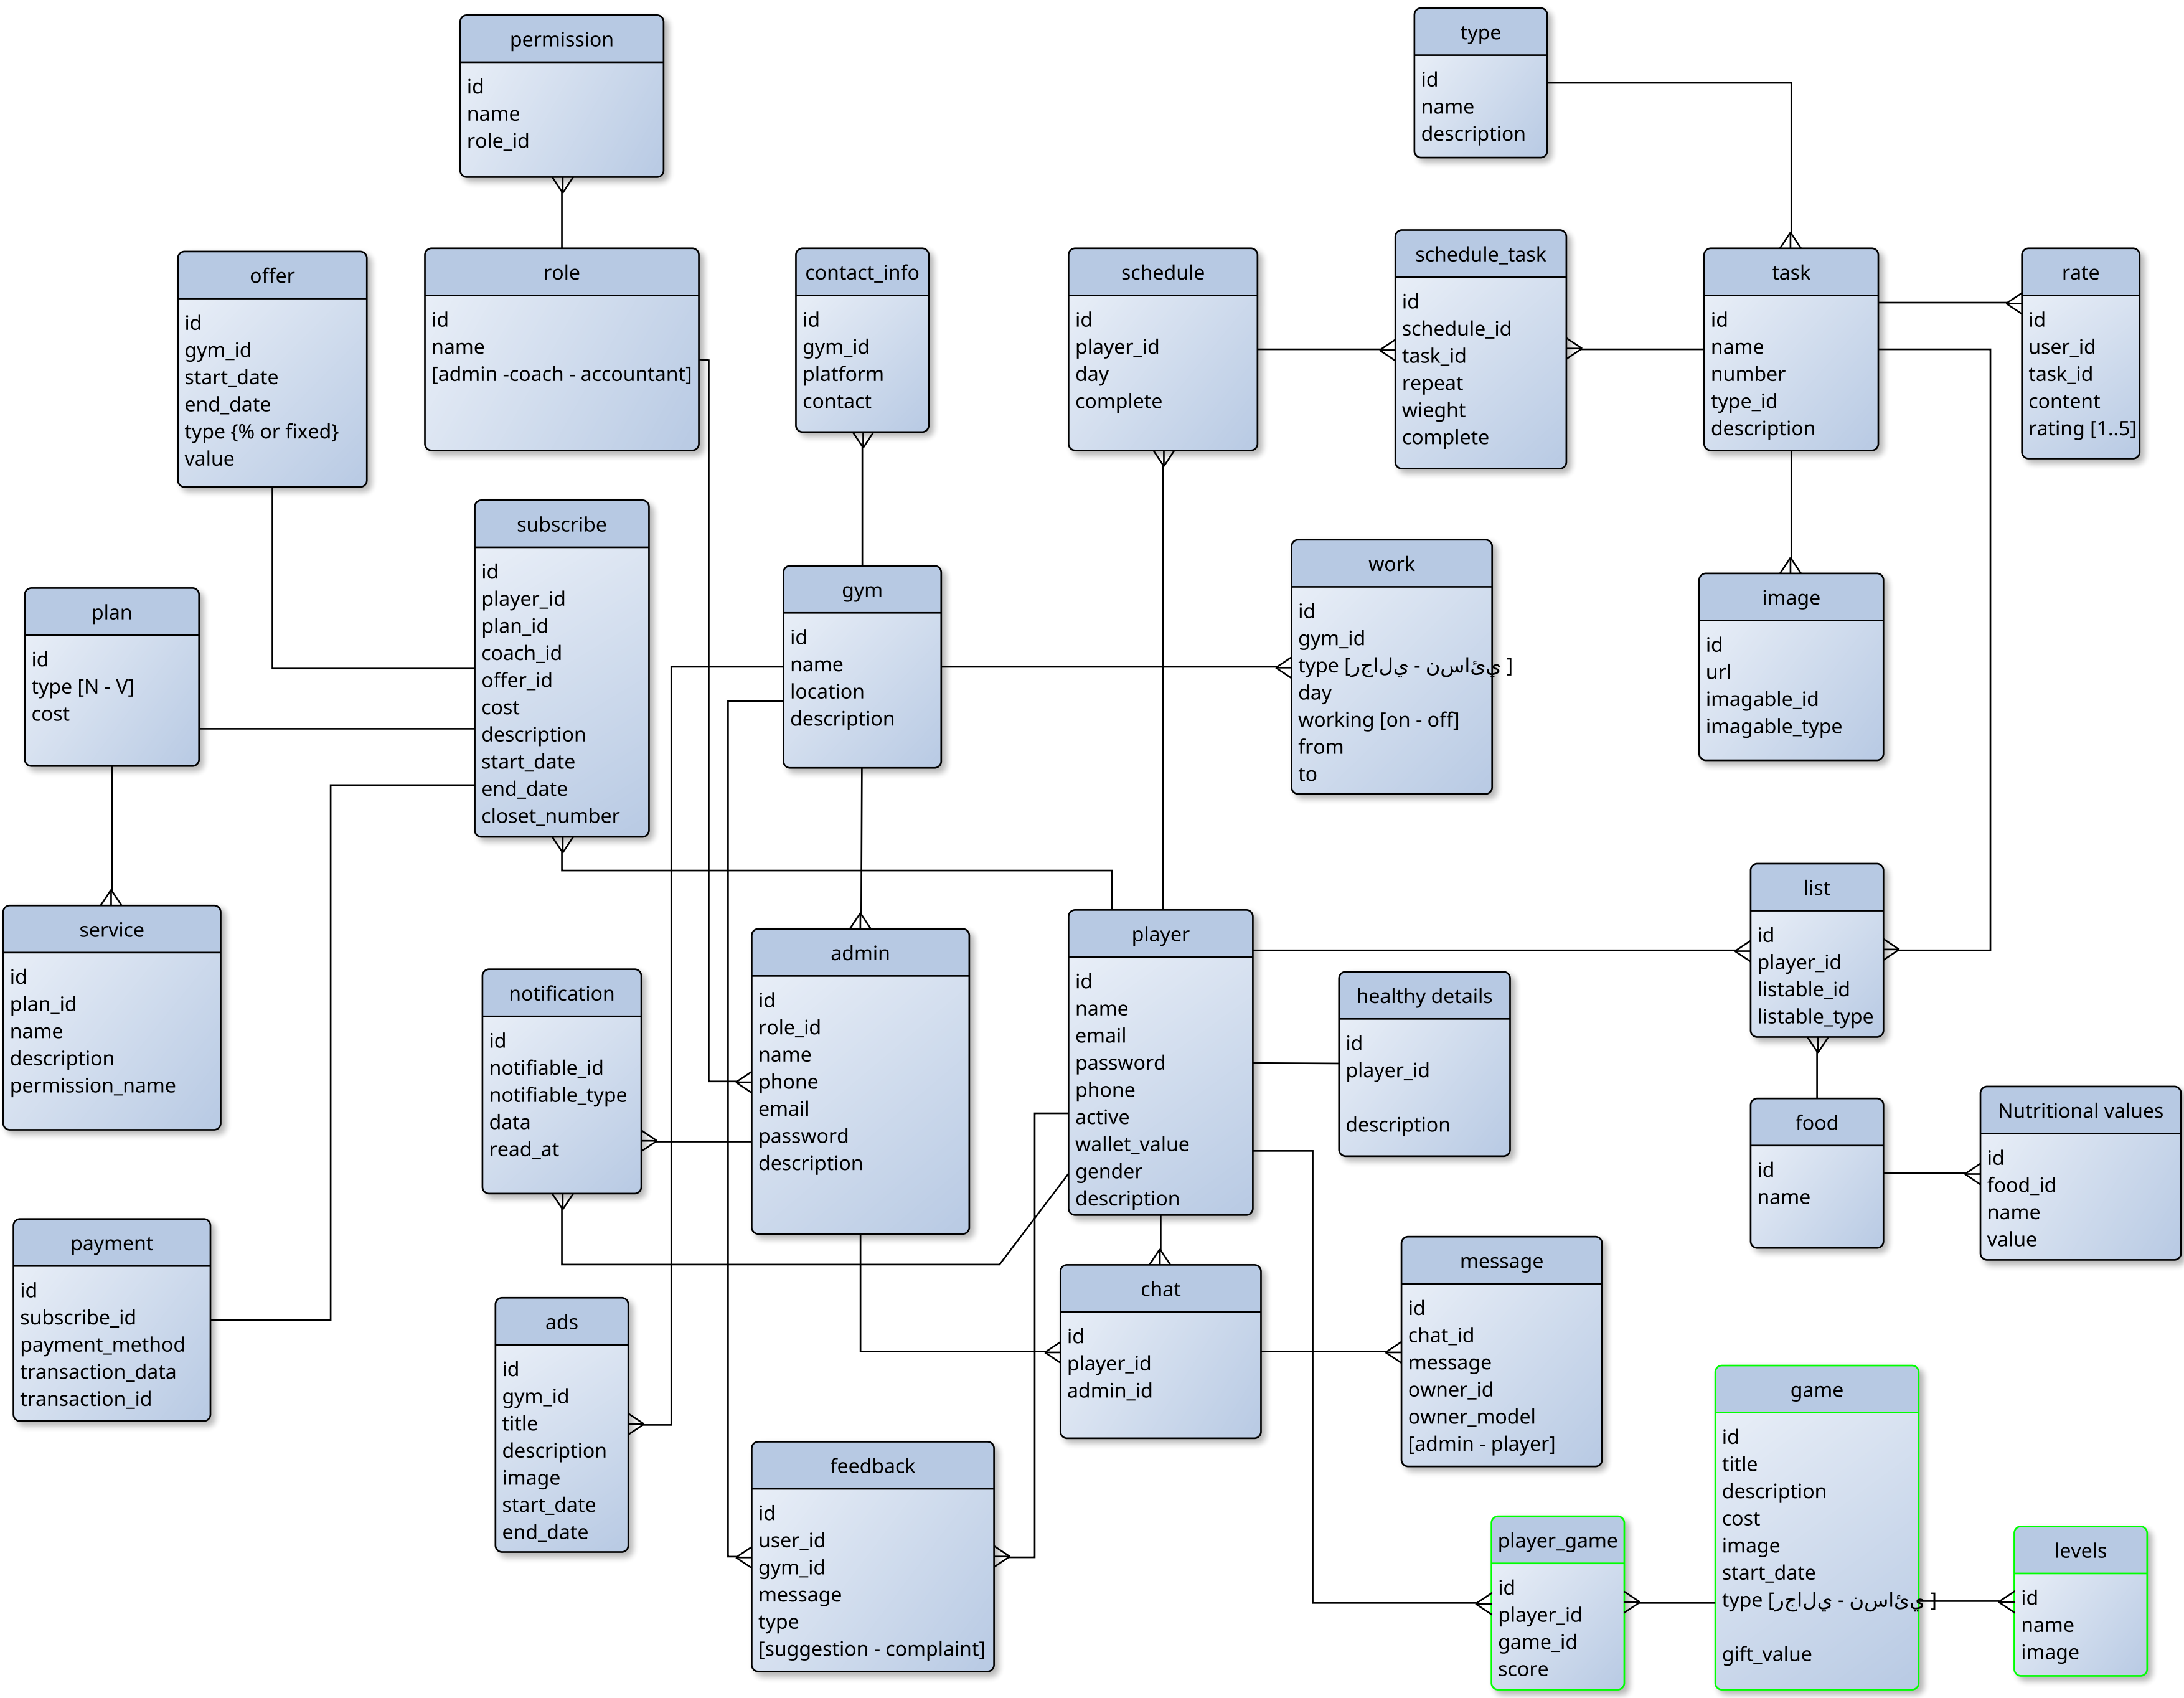 permission
id
name
role_id
type
id
name
description
offer
id
gym_id
start_date
end_date
type {% or fixed}
value
role
id
name
[admin -coach - accountant]
contact_info
id
gym_id
platform
contact
schedule
id
player_id
day
complete
schedule_task
id
schedule_id
task_id
repeat
wieght
complete
task
id
name
number
type_id
description
rate
id
user_id
task_id
content
rating [1..5]
subscribe
id
player_id
plan_id
coach_id
offer_id
cost
description
start_date
end_date
closet_number
plan
id
type [N - V]
cost
gym
id
name
location
description
work
id
gym_id
type [رجالي - نسائي ]
day
working [on - off]
from
to
image
id
url
imagable_id
imagable_type
service
id
plan_id
name
description
permission_name
notification
id
notifiable_id
notifiable_type
data
read_at
admin
id
role_id
name
phone
email
password
description
player
id
name
email
password
phone
active
wallet_value
gender
description
healthy details
id
player_id
description
list
id
player_id
listable_id
listable_type
food
id
name
Nutritional values
id
food_id
name
value
payment
id
subscribe_id
payment_method
transaction_data
transaction_id
ads
id
gym_id
title
description
image
start_date
end_date
feedback
id
user_id
gym_id
message
type
[suggestion - complaint]
chat
id
player_id
admin_id
message
id
chat_id
message
owner_id
owner_model
[admin - player]
player_game
id
player_id
game_id
score
game
id
title
description
cost
image
start_date
type [رجالي - نسائي ]
gift_value
levels
id
name
image